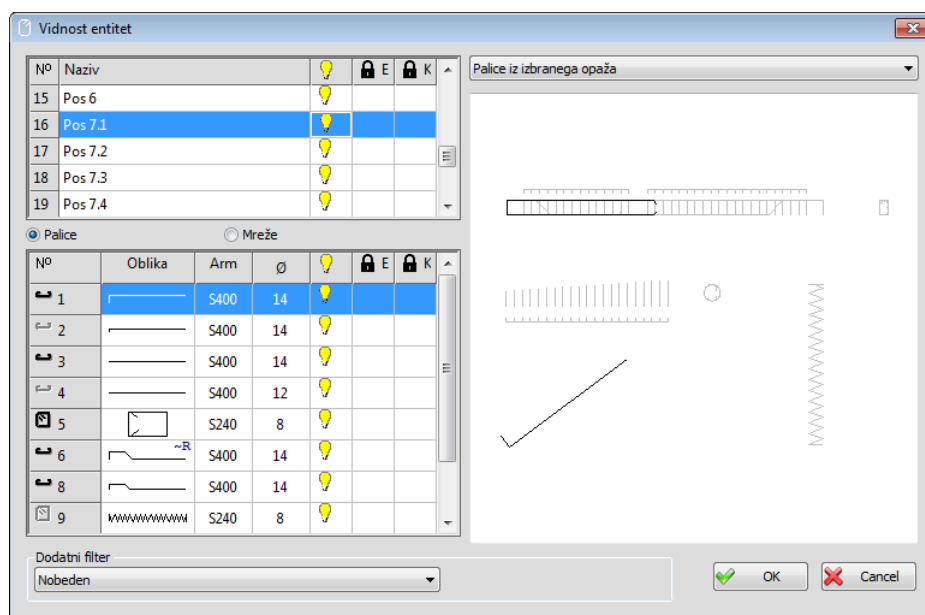 Vidnost entitet
Nº Naziv E K
15 Pos 6
16 Pos 7.1
17 Pos 7.2
18 Pos 7.3
19 Pos 7.4
Palice Mreže
Nº Oblika Arm Ø E K
1 S400 14
2 S400 14
3 S400 14
4 S400 12
5 S240 8
6 ~R S400 14
8 S400 14
9 S240 8
Palice iz izbranega opaža
Dodatni filter
Nobeden
OK Cancel